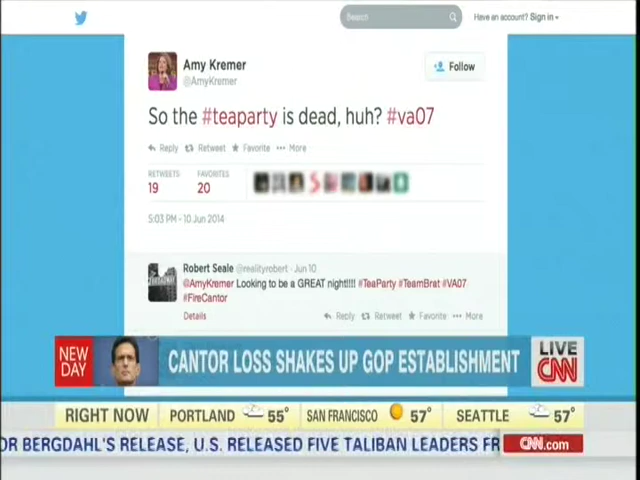 Search
Have an account? Sign in
Amy Kremer
@AmyKremer
Follow
So the #teaparty is dead, huh? #va07
Reply Retweet Favorite ••• More
RETWEETS FAVORITES
19 20
5:03 PM - 10 Jun 2014
Robert Seale @realityrobert · Jun 10
@AmyKremer Looking to be a GREAT night!!!! #TeaParty #TeamBrat #VA07
#FireCantor
Details
Reply Retweet Favorite ••• More
NEW DAY
CANTOR LOSS SHAKES UP GOP ESTABLISHMENT
LIVE
CNN
RIGHT NOW PORTLAND 55° SAN FRANCISCO 57° SEATTLE 57°
OR BERGDAHL'S RELEASE, U.S. RELEASED FIVE TALIBAN LEADERS FR
CNN.com